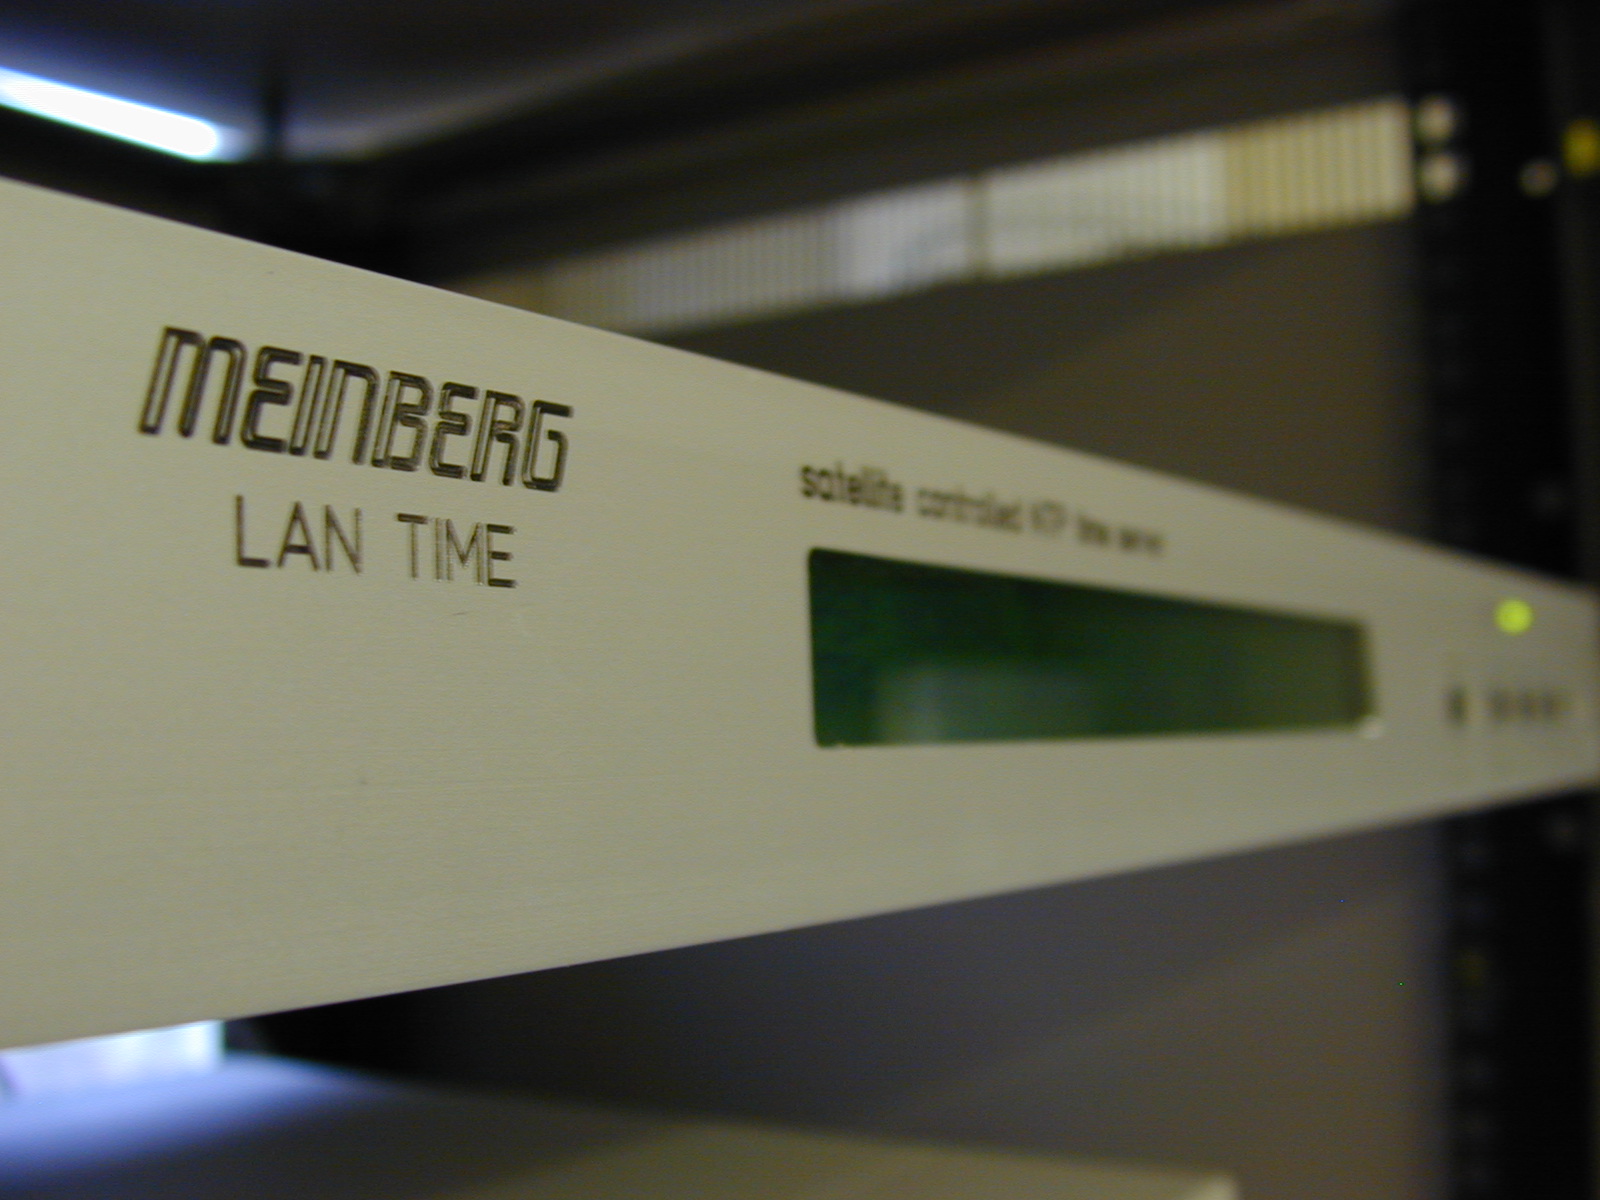 MEINBERG
LAN TIME
satellite controlled NTP time server